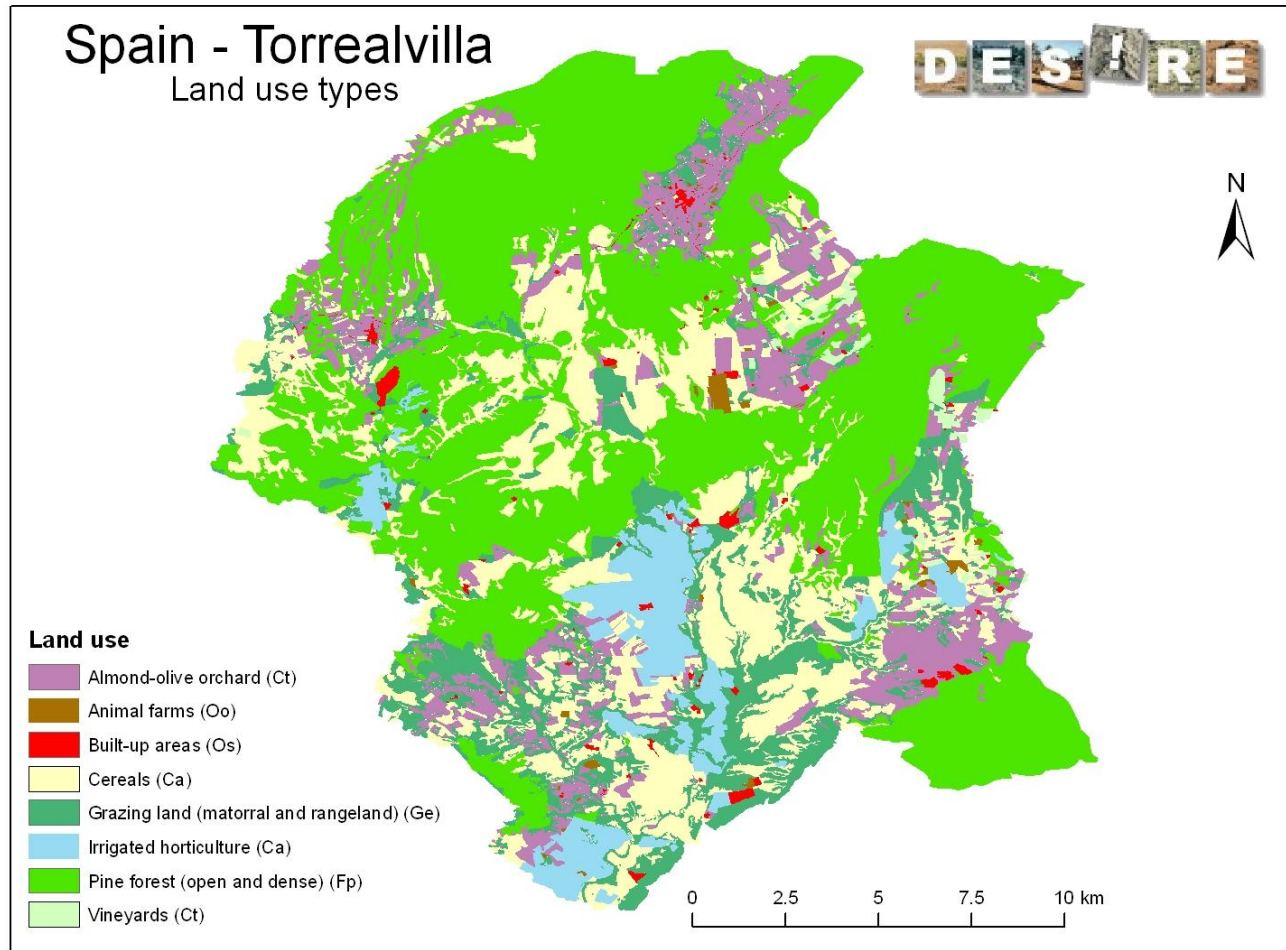 Spain - Torrealvilla
Land use types
DES!RE
N
Land use
Almond-olive orchard (Ct)
Animal farms (Oo)
Built-up areas (Os)
Cereals (Ca)
Grazing land (matorral and rangeland) (Ge)
Irrigated horticulture (Ca)
Pine forest (open and dense) (Fp)
Vineyards (Ct)
0 2.5 5 7.5 10 km